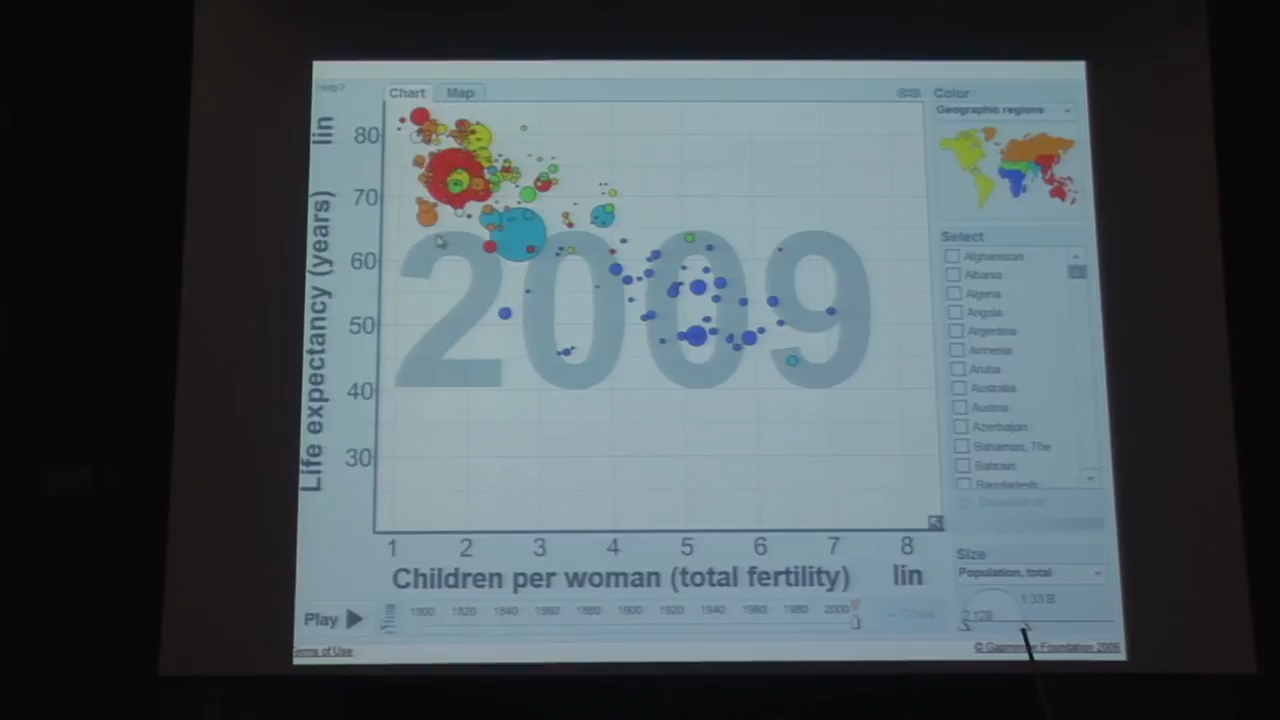 Help?
Chart
Map
Color
Geographic regions
lin
80
70
60
50
40
30
Life expectancy (years)
2009
Select
Afghanistan
Albania
Algeria
Angola
Argentina
Armenia
Aruba
Australia
Austria
Azerbaijan
Bahamas, The
Bahrain
Bangladesh
1 2 3 4 5 6 7 8
Children per woman (total fertility)
lin
Size
Population, total
1.33 B
Play
1800 1820 1840 1860 1880 1900 1920 1940 1960 1980 2000
Terms of Use
© Gapminder Foundation 2006